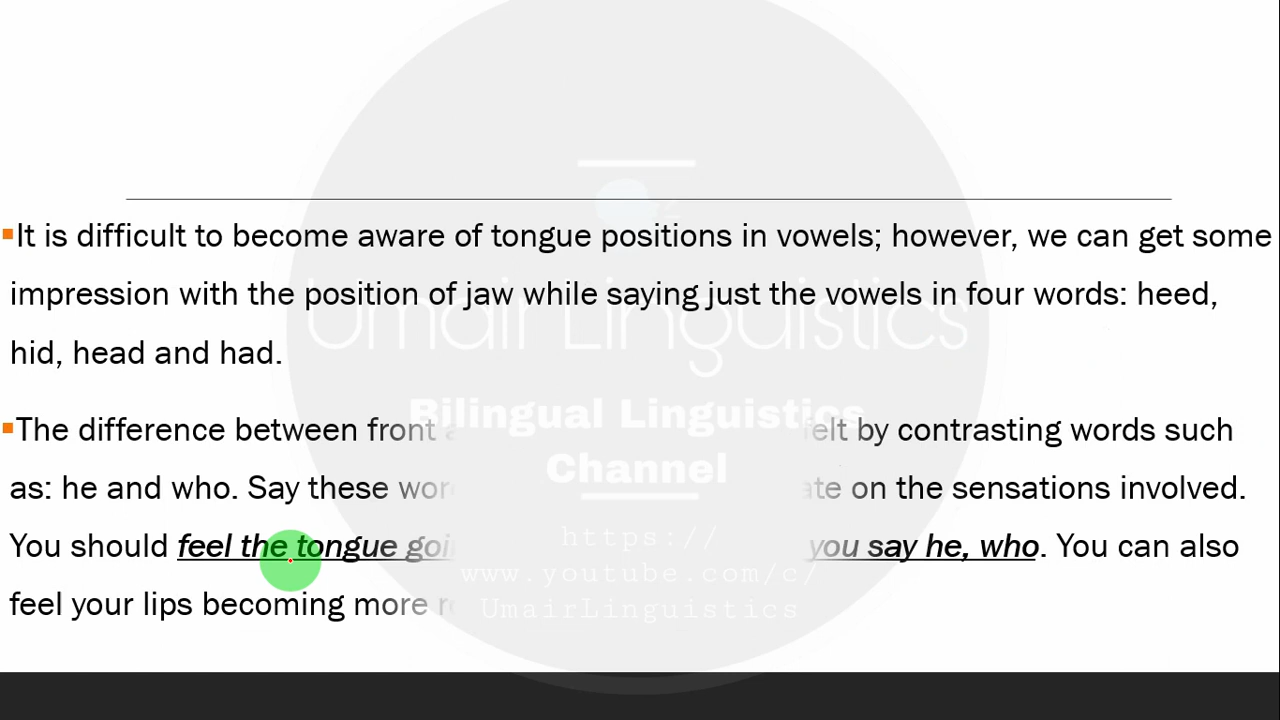 It is difficult to become aware of tongue positions in vowels; however, we can get some
impression with the position of jaw while saying just the vowels in four words: heed,
hid, head and had.
The difference between front elt by contrasting words such
as: he and who. Say these wor ate on the sensations involved.
You should feel the tongue goi you say he, who. You can also
feel your lips becoming more
Umair Linguistics
Bilingual Linguistics
Channel
https://
www.youtube.com/c/
UmairLinguistics